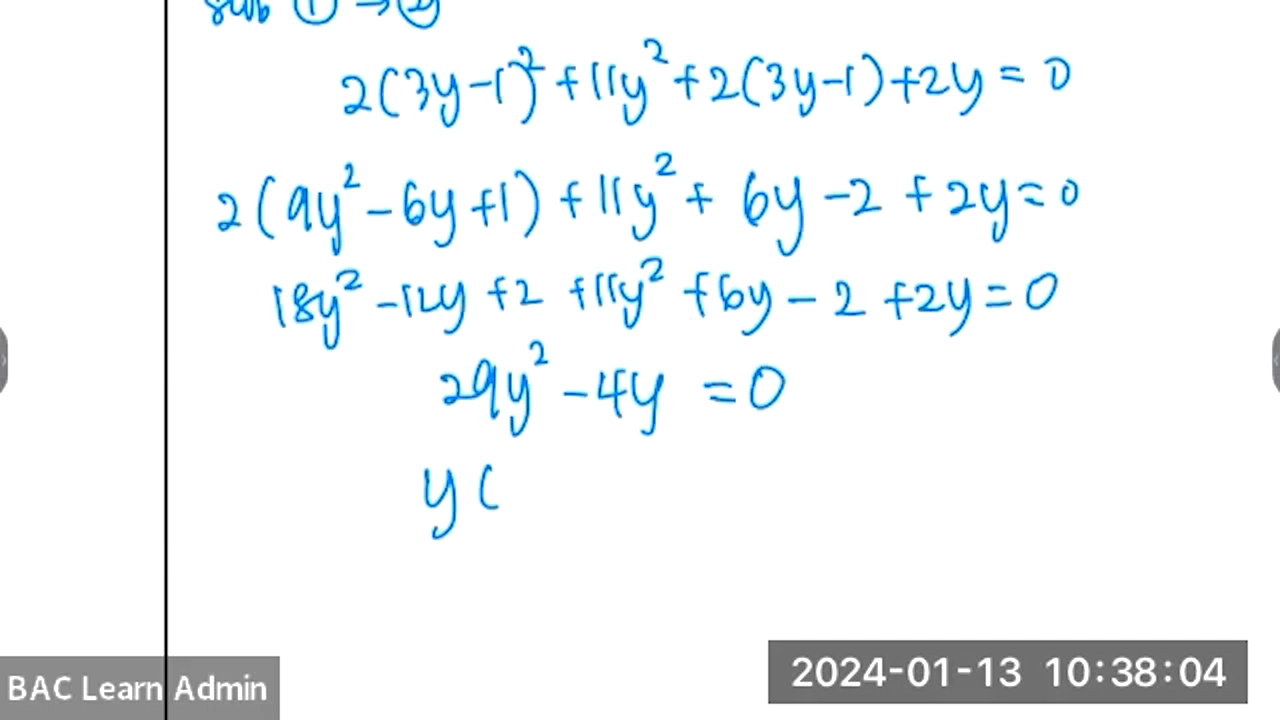 sub ① → ②
2(3y-1)² + 11y² + 2(3y-1) + 2y = 0
2(9y² - 6y + 1) + 11y² + 6y - 2 + 2y = 0
18y² - 12y + 2 + 11y² + 6y - 2 + 2y = 0
29y² - 4y = 0
y (
BAC Learn Admin
2024-01-13 10:38:04